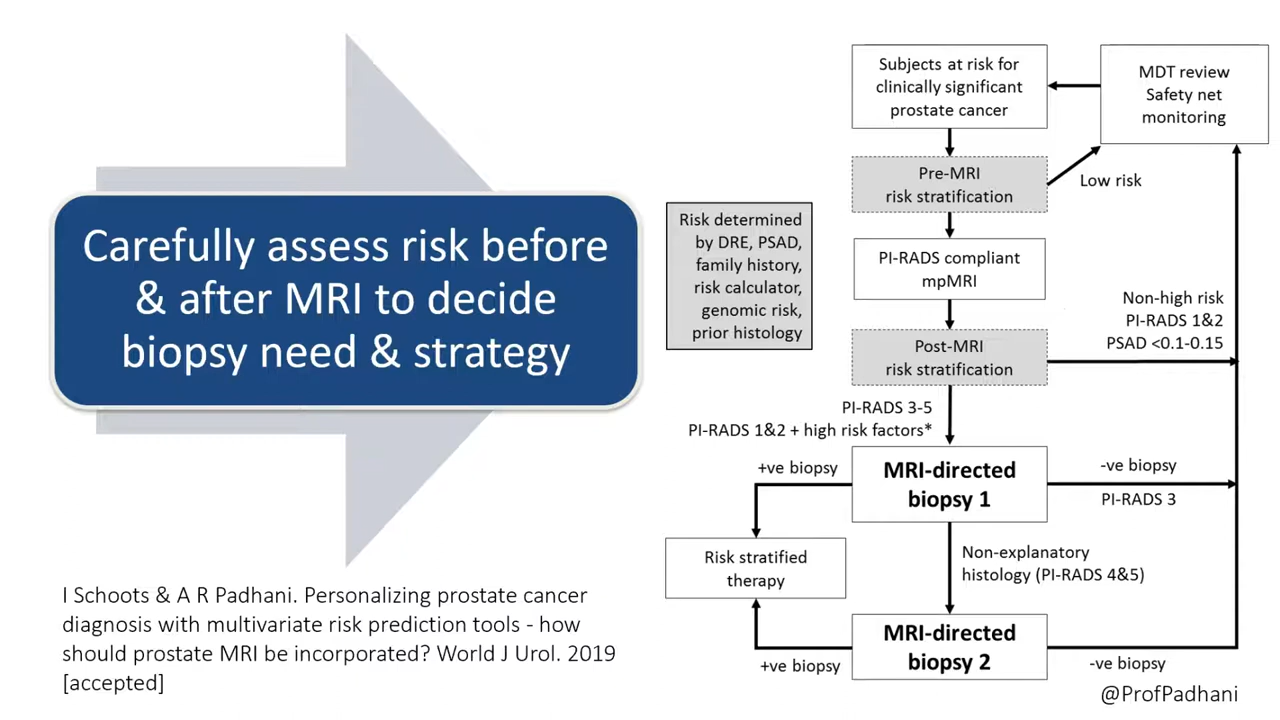 Carefully assess risk before
& after MRI to decide
biopsy need & strategy
I Schoots & A R Padhani. Personalizing prostate cancer
diagnosis with multivariate risk prediction tools - how
should prostate MRI be incorporated? World J Urol. 2019
[accepted]
Subjects at risk for
clinically significant
prostate cancer
MDT review
Safety net
monitoring
Pre-MRI
risk stratification
Low risk
Risk determined
by DRE, PSAD,
family history,
risk calculator,
genomic risk,
prior histology
PI-RADS compliant
mpMRI
Non-high risk
PI-RADS 1&2
PSAD <0.1-0.15
Post-MRI
risk stratification
PI-RADS 3-5
PI-RADS 1&2 + high risk factors*
+ve biopsy
MRI-directed
biopsy 1
-ve biopsy
PI-RADS 3
Risk stratified
therapy
Non-explanatory
histology (PI-RADS 4&5)
+ve biopsy
MRI-directed
biopsy 2
-ve biopsy
@ProfPadhani